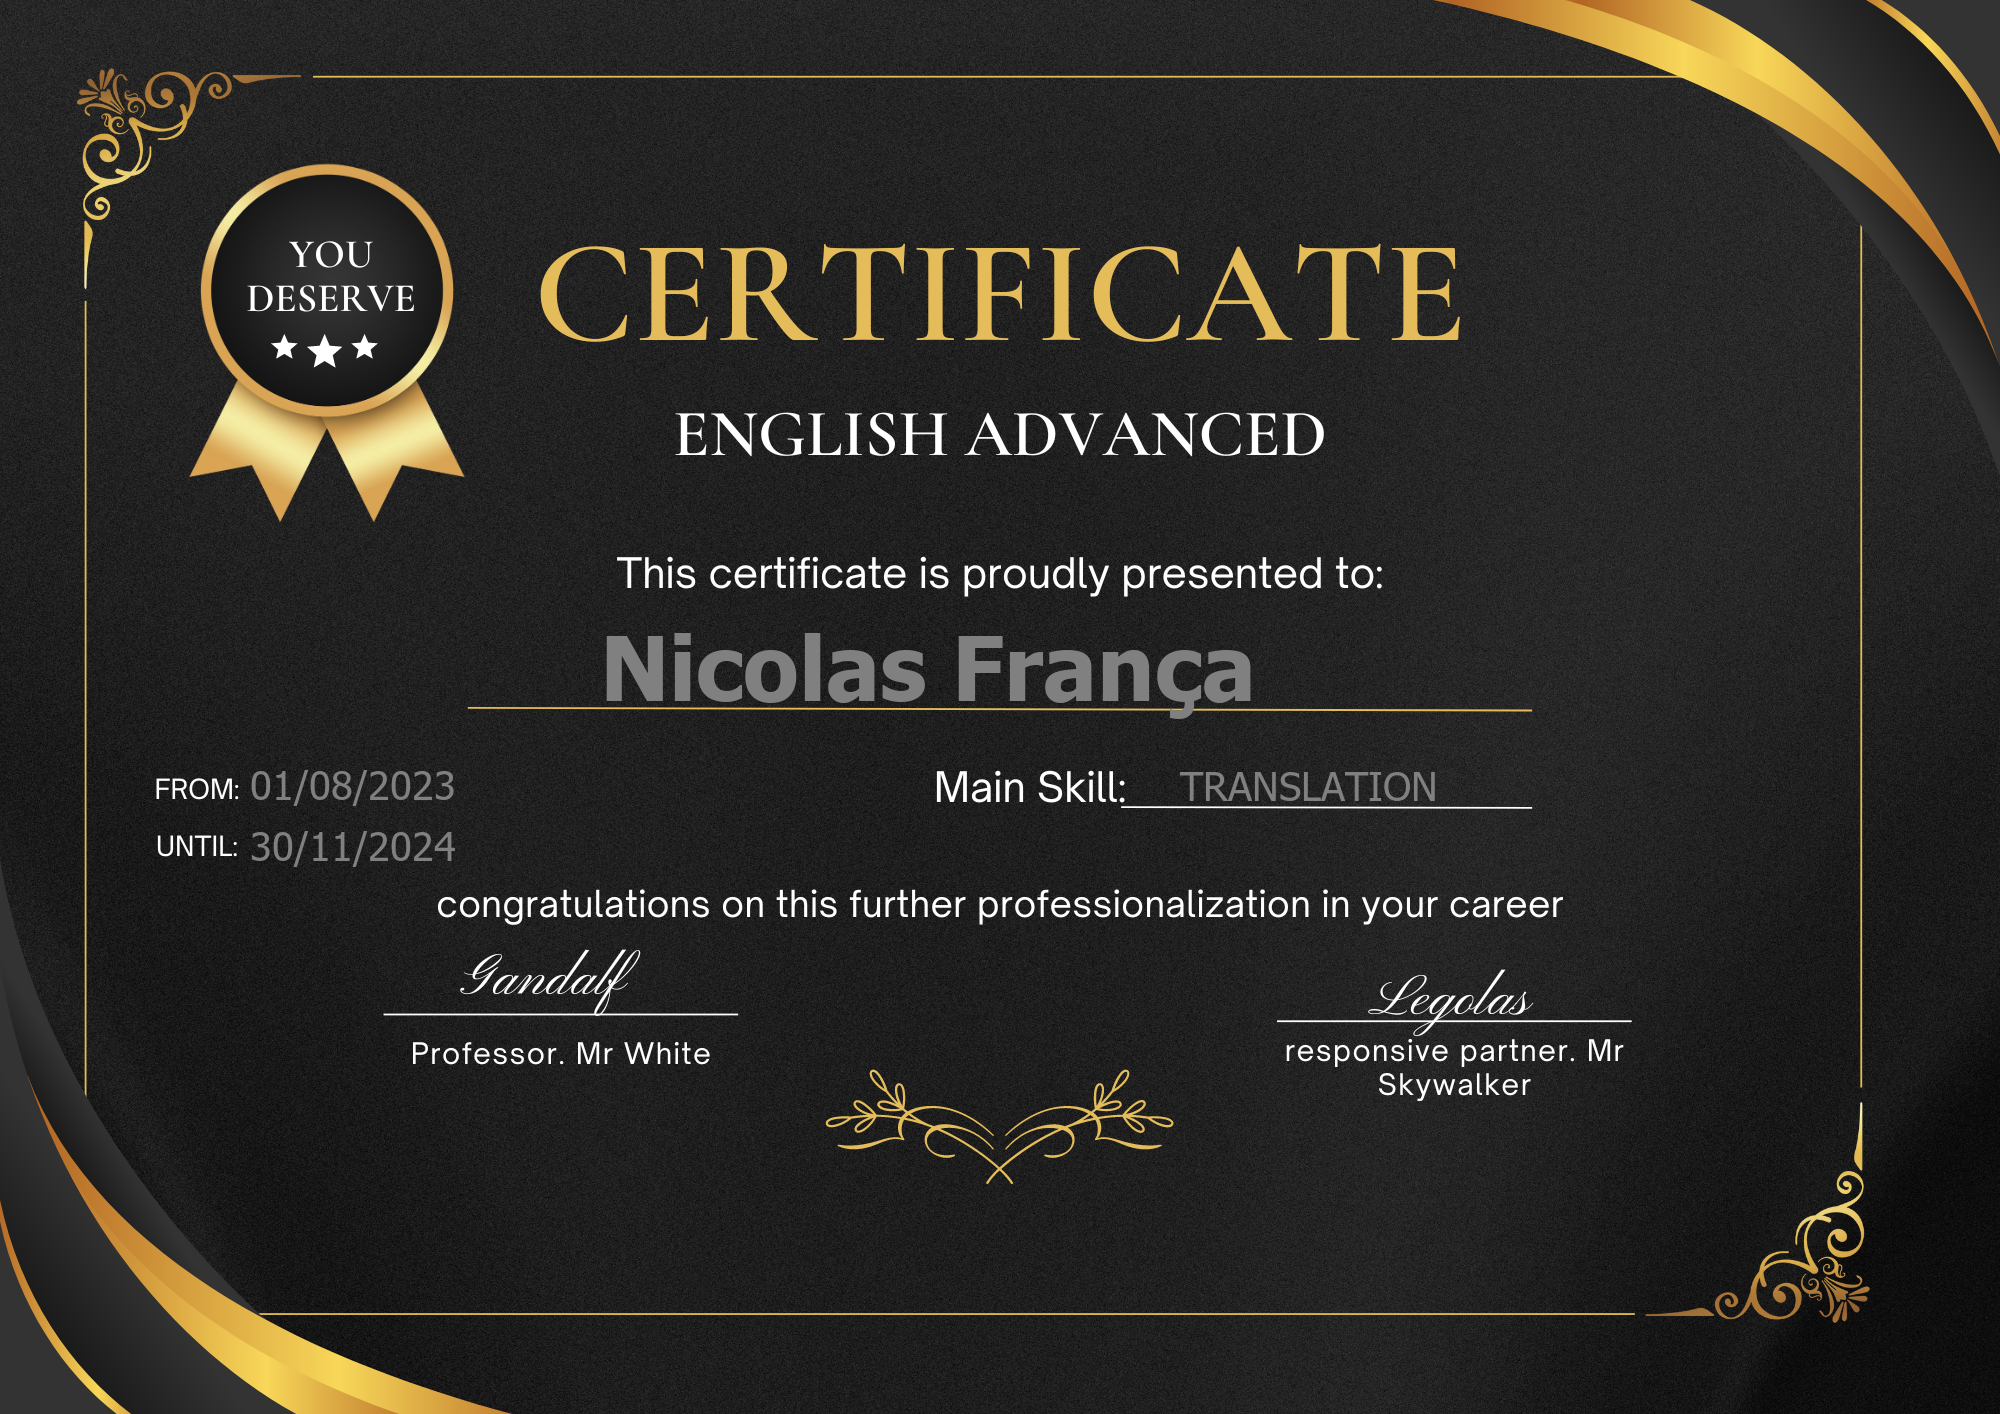 YOU
DESERVE
CERTIFICATE
ENGLISH ADVANCED
This certificate is proudly presented to:
Nicolas França
FROM: 01/08/2023
Main Skill: TRANSLATION
UNTIL: 30/11/2024
congratulations on this further professionalization in your career
Gandalf
Legolas
Professor. Mr White
responsive partner. Mr
Skywalker